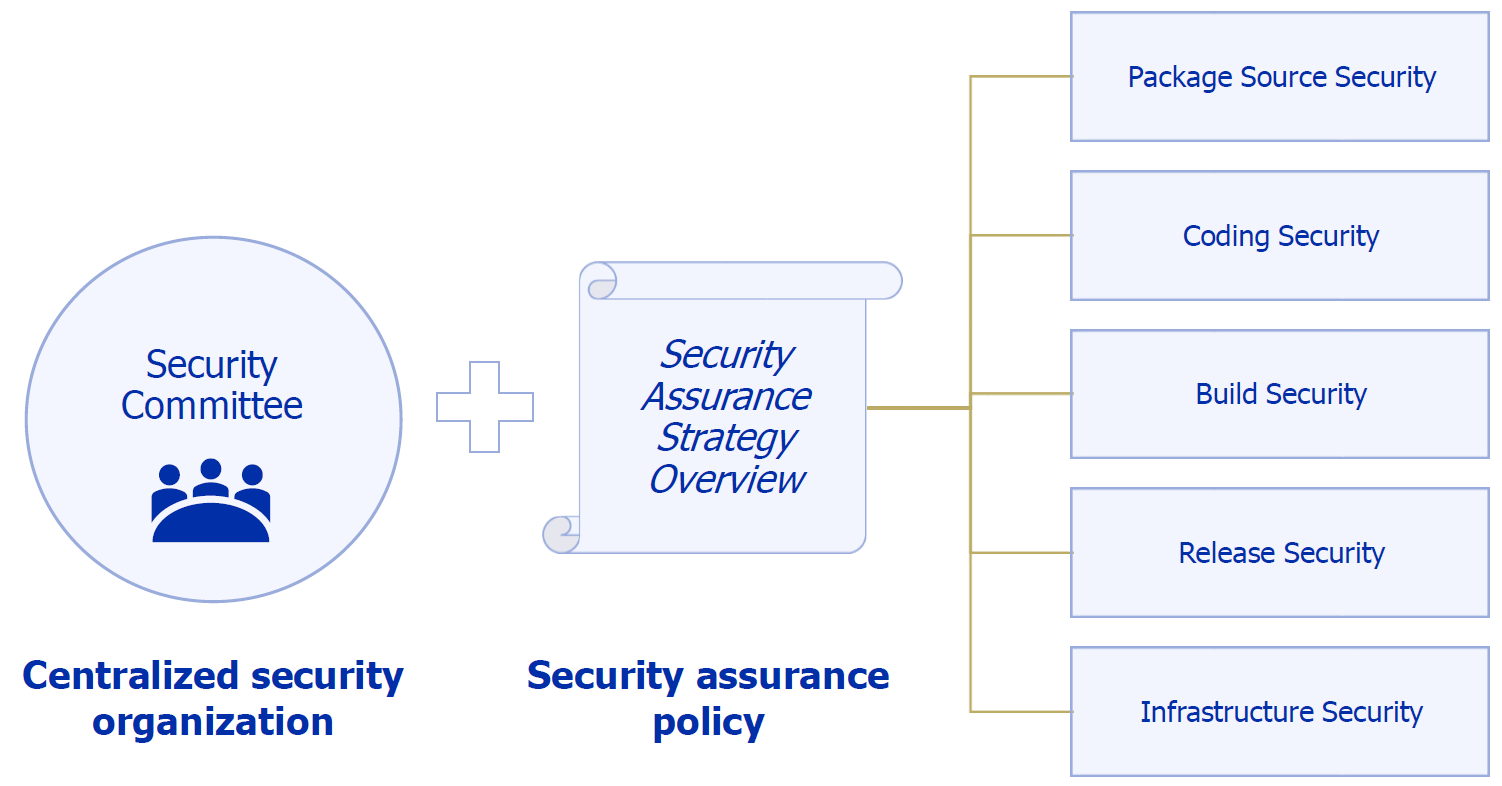 Security
Committee
Centralized security
organization
Security
Assurance
Strategy
Overview
Security assurance
policy
Package Source Security
Coding Security
Build Security
Release Security
Infrastructure Security